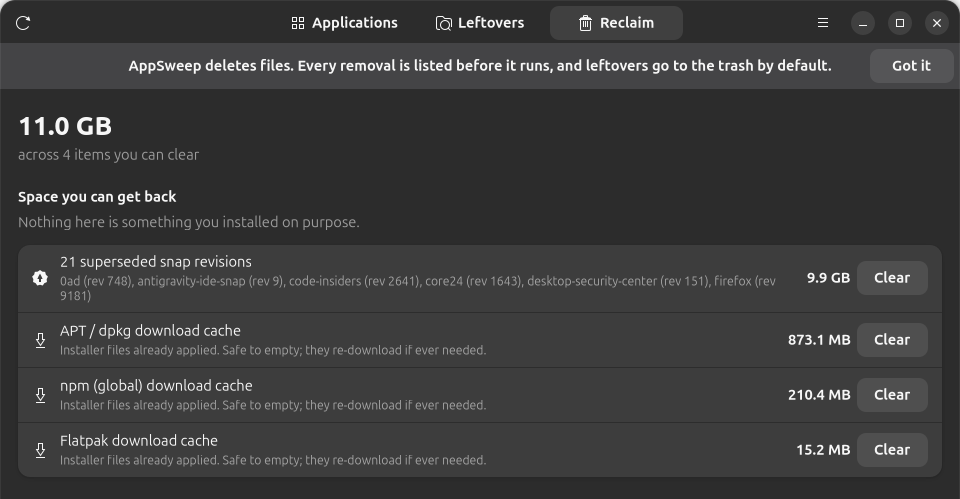 Applications
Leftovers
Reclaim
AppSweep deletes files. Every removal is listed before it runs, and leftovers go to the trash by default.
Got it
11.0 GB
across 4 items you can clear
Space you can get back
Nothing here is something you installed on purpose.
21 superseded snap revisions
0ad (rev 748), antigravity-ide-snap (rev 9), code-insiders (rev 2641), core24 (rev 1643), desktop-security-center (rev 151), firefox (rev
9181)
9.9 GB
Clear
APT / dpkg download cache
Installer files already applied. Safe to empty; they re-download if ever needed.
873.1 MB
Clear
npm (global) download cache
Installer files already applied. Safe to empty; they re-download if ever needed.
210.4 MB
Clear
Flatpak download cache
Installer files already applied. Safe to empty; they re-download if ever needed.
15.2 MB
Clear